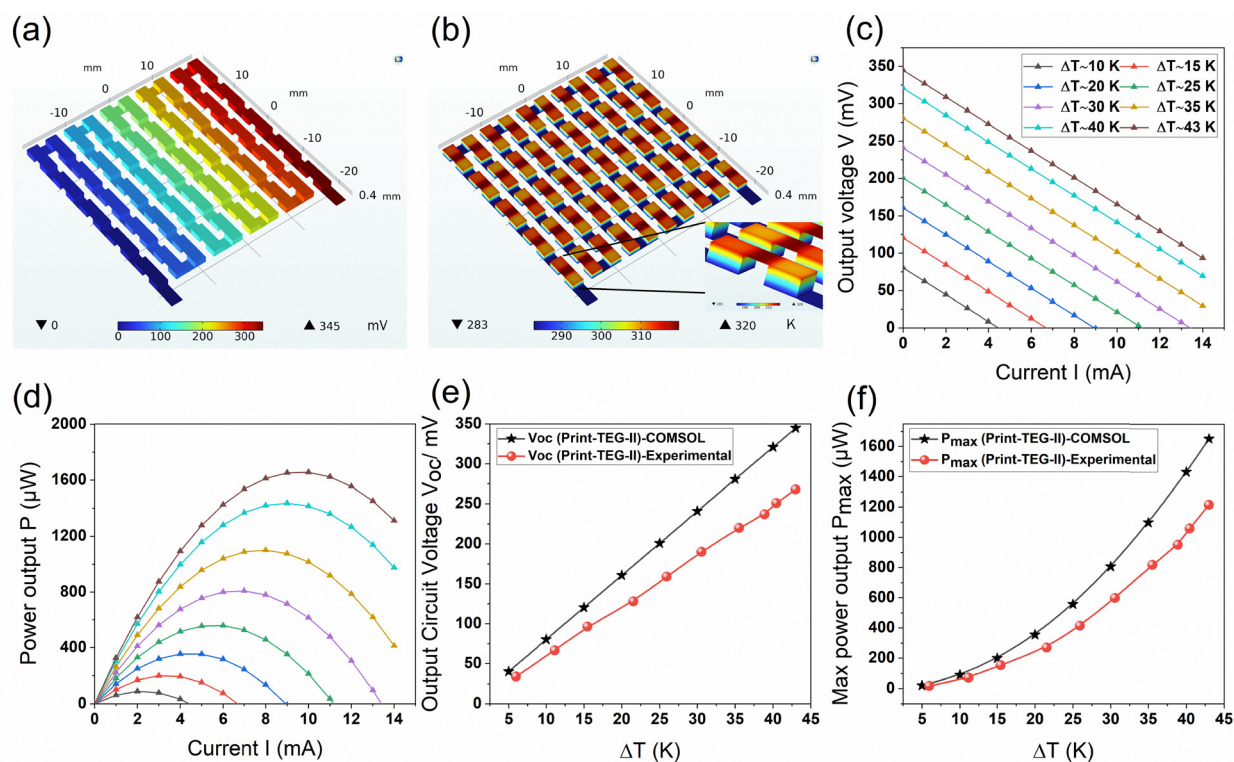 (a)
mm
10
0
-10
10
mm
0
-10
-20
0.4
mm
▼ 0
0 100 200 300
▲ 345
mV
(b)
mm
10
0
-10
10
mm
0
-10
-20
0.4
mm
▼ 283
290 300 310
▲ 320
K
(c)
Output voltage V (mV)
350
300
250
200
150
100
50
0
ΔT~10 K ΔT~15 K
ΔT~20 K ΔT~25 K
ΔT~30 K ΔT~35 K
ΔT~40 K ΔT~43 K
0 2 4 6 8 10 12 14
Current I (mA)
(d)
Power output P (μW)
2000
1600
1200
800
400
0
0 2 4 6 8 10 12 14
Current I (mA)
(e)
Output Circuit Voltage Voc/ mV
350
300
250
200
150
100
50
0
Voc (Print-TEG-II)-COMSOL
Voc (Print-TEG-II)-Experimental
5 10 15 20 25 30 35 40 45
ΔT (K)
(f)
Max power output Pmax (μW)
1600
1400
1200
1000
800
600
400
200
0
Pmax (Print-TEG-II)-COMSOL
Pmax (Print-TEG-II)-Experimental
5 10 15 20 25 30 35 40 45
ΔT (K)